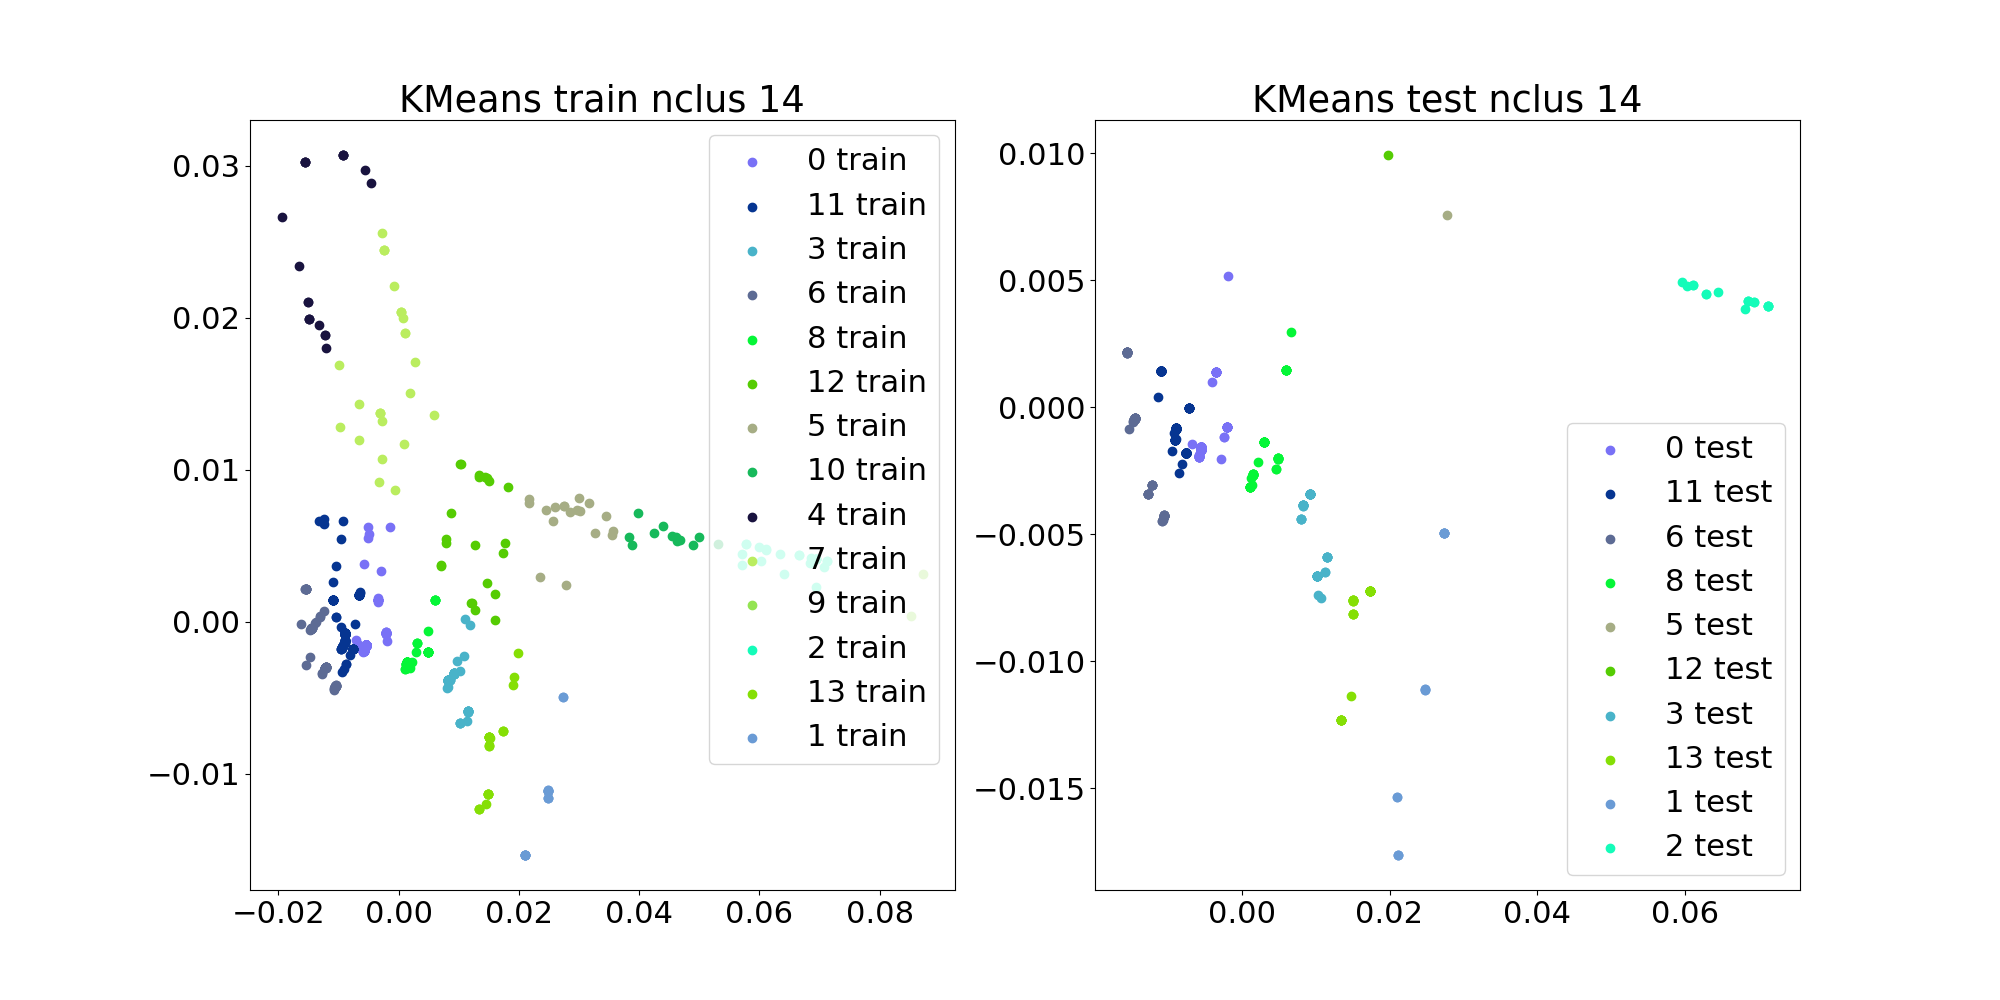 KMeans train nclus 14
0.03
0.02
0.01
0.00
−0.01
−0.02 0.00 0.02 0.04 0.06 0.08
0 train
11 train
3 train
6 train
8 train
12 train
5 train
10 train
4 train
7 train
9 train
2 train
13 train
1 train
KMeans test nclus 14
0.010
0.005
0.000
−0.005
−0.010
−0.015
0.00 0.02 0.04 0.06
0 test
11 test
6 test
8 test
5 test
12 test
3 test
13 test
1 test
2 test